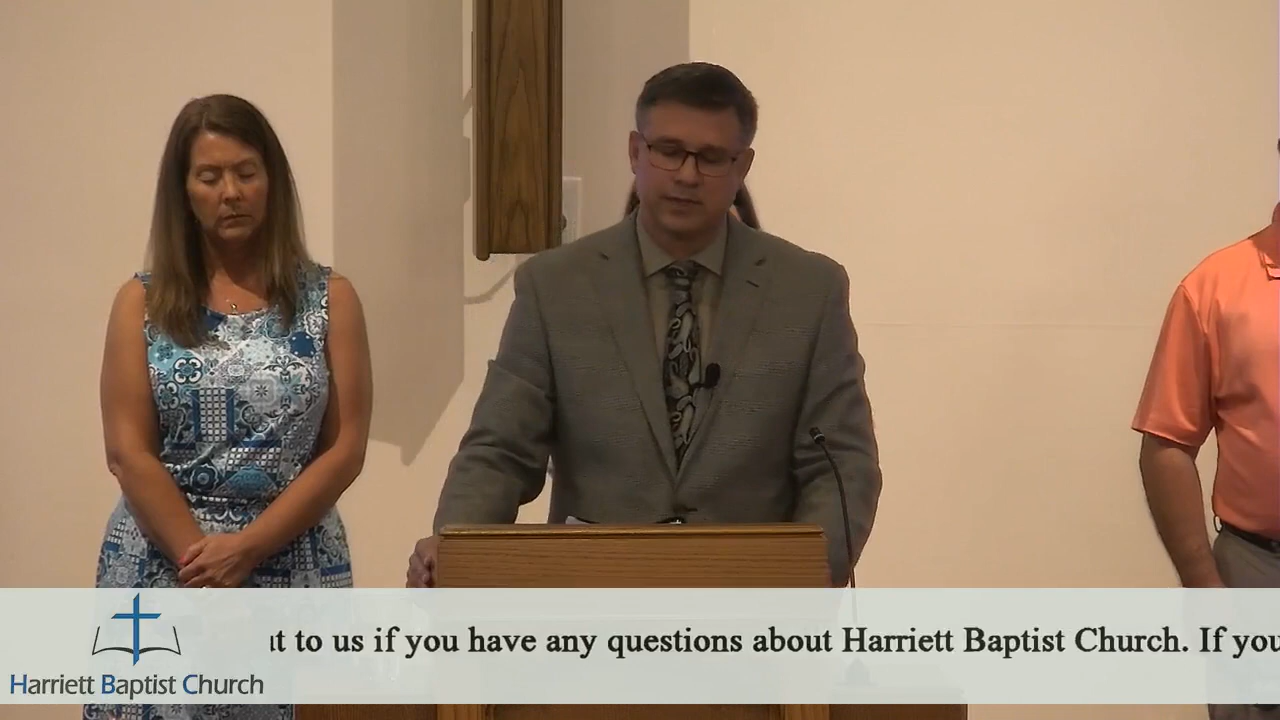 to us if you have any questions about Harriett Baptist Church. If you
Harriett Baptist Church